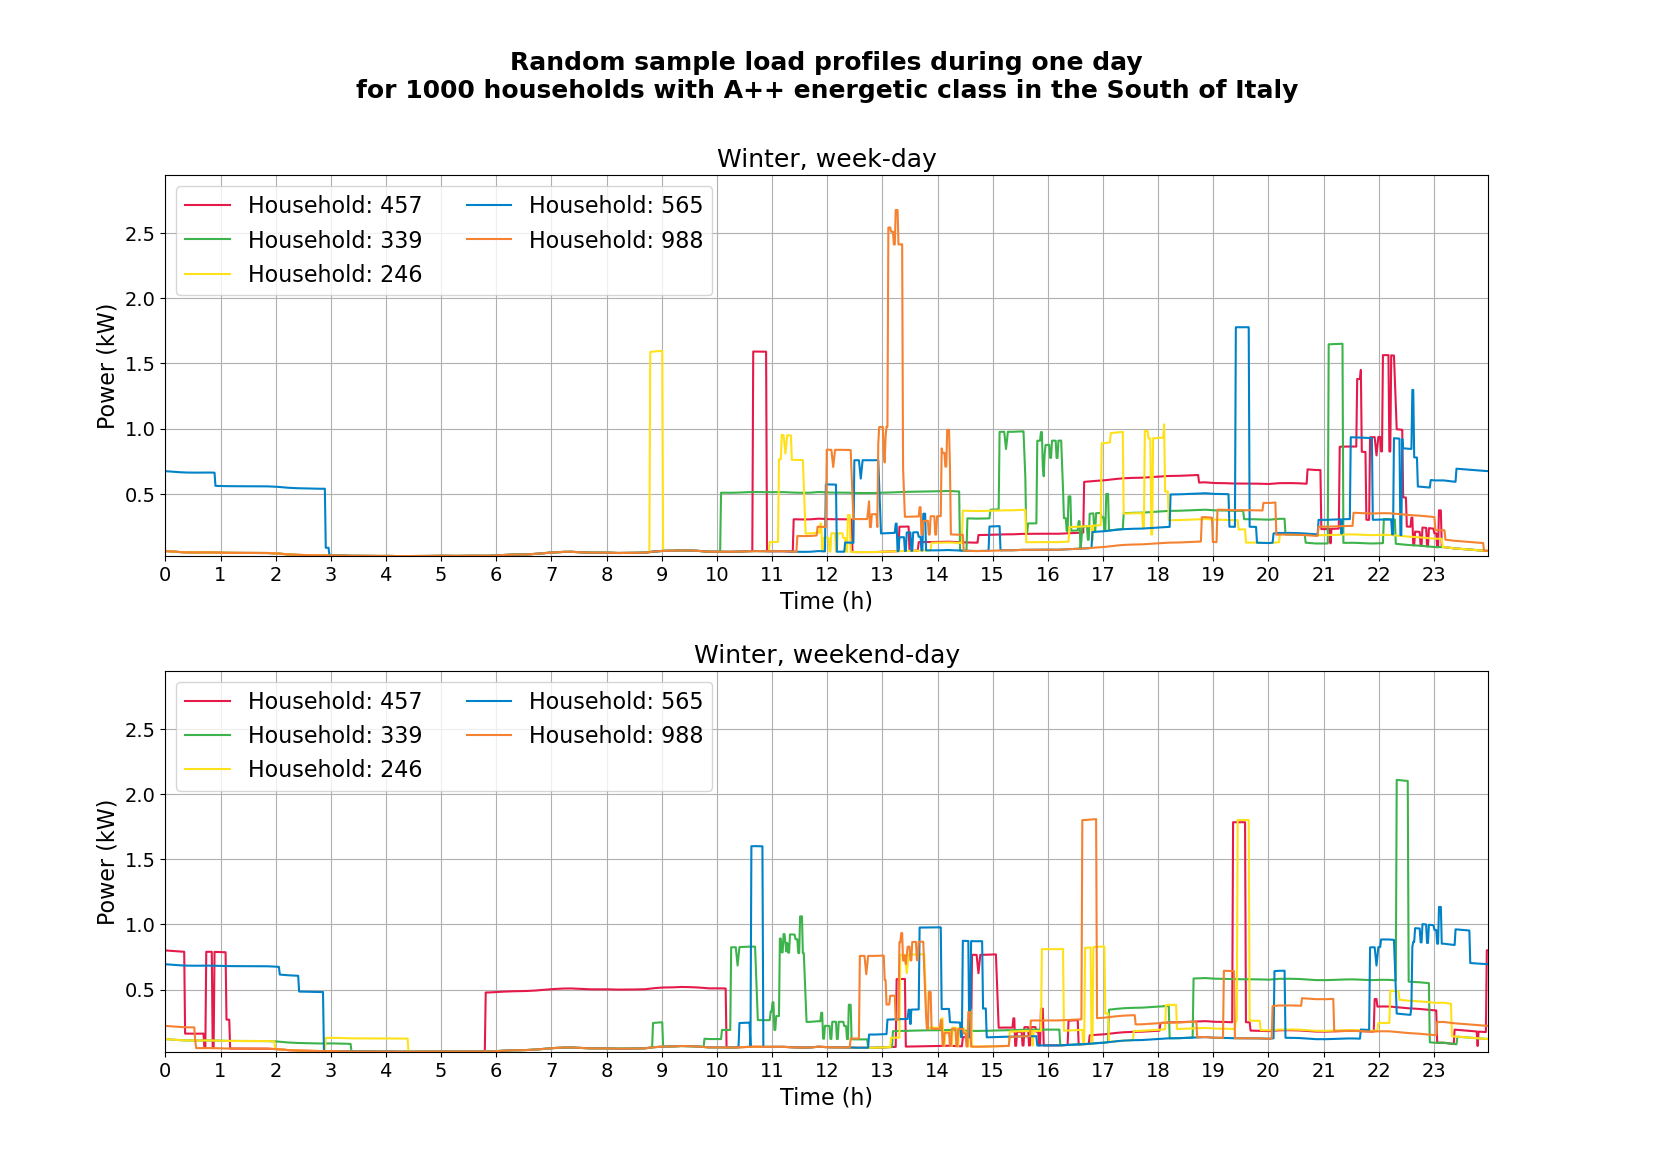 Random sample load profiles during one day
for 1000 households with A++ energetic class in the South of Italy
Winter, week-day
Household: 457 Household: 565
Household: 339 Household: 988
Household: 246
2.5
2.0
1.5
1.0
0.5
Power (kW)
0 1 2 3 4 5 6 7 8 9 10 11 12 13 14 15 16 17 18 19 20 21 22 23
Time (h)
Winter, weekend-day
Household: 457 Household: 565
Household: 339 Household: 988
Household: 246
2.5
2.0
1.5
1.0
0.5
Power (kW)
0 1 2 3 4 5 6 7 8 9 10 11 12 13 14 15 16 17 18 19 20 21 22 23
Time (h)